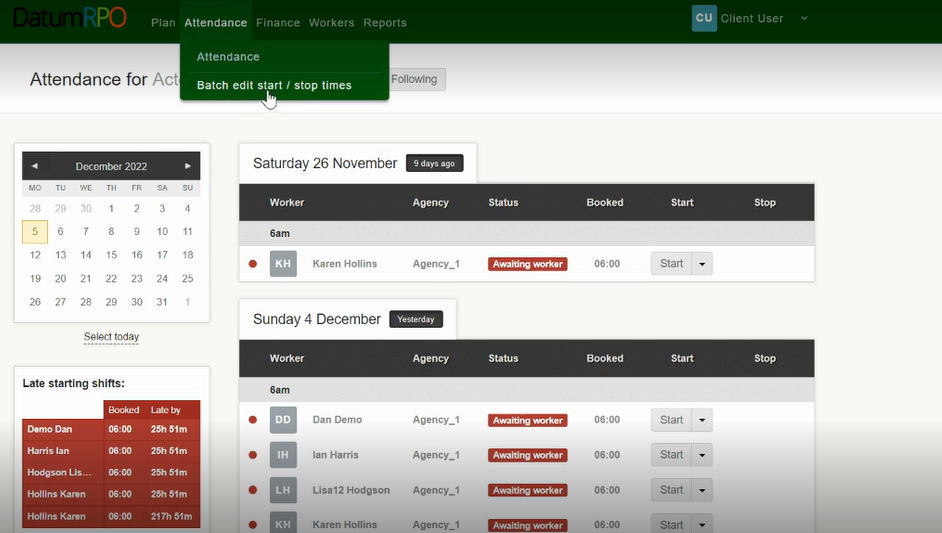 DatumRPO Plan Attendance Finance Workers Reports CU Client User
Attendance
Batch edit start / stop times
Attendance for Following
◄ December 2022 ►
MO TU WE TH FR SA SU
28 29 30 1 2 3 4
5 6 7 8 9 10 11
12 13 14 15 16 17 18
19 20 21 22 23 24 25
26 27 28 29 30 31 1
Select today
Late starting shifts:
Booked Late by
Demo Dan 06:00 25h 51m
Harris Ian 06:00 25h 51m
Hodgson Lis... 06:00 25h 51m
Hollins Karen 06:00 25h 51m
Hollins Karen 06:00 217h 51m
Saturday 26 November 9 days ago
Worker Agency Status Booked Start Stop
6am
KH Karen Hollins Agency_1 Awaiting worker 06:00 Start
Sunday 4 December Yesterday
Worker Agency Status Booked Start Stop
6am
DD Dan Demo Agency_1 Awaiting worker 06:00 Start
IH Ian Harris Agency_1 Awaiting worker 06:00 Start
LH Lisa12 Hodgson Agency_1 Awaiting worker 06:00 Start
KH Karen Hollins Agency_1 Awaiting worker 06:00 Start